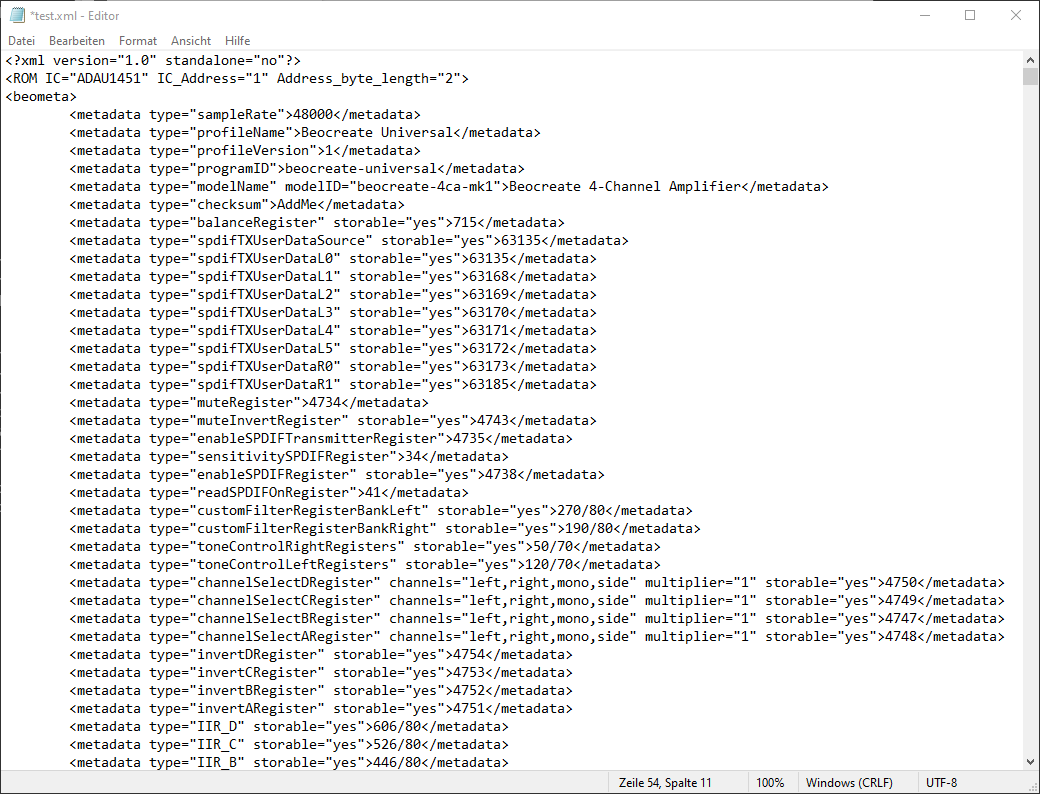 *test.xml - Editor
Datei Bearbeiten Format Ansicht Hilfe
<?xml version="1.0" standalone="no"?>
<ROM IC="ADAU1451" IC_Address="1" Address_byte_length="2">
<beometa>
<metadata type="sampleRate">48000</metadata>
<metadata type="profileName">Beocreate Universal</metadata>
<metadata type="profileVersion">1</metadata>
<metadata type="programID">beocreate-universal</metadata>
<metadata type="modelName" modelID="beocreate-4ca-mk1">Beocreate 4-Channel Amplifier</metadata>
<metadata type="checksum">AddMe</metadata>
<metadata type="balanceRegister" storable="yes">715</metadata>
<metadata type="spdifTXUserDataSource" storable="yes">63135</metadata>
<metadata type="spdifTXUserDataL0" storable="yes">63135</metadata>
<metadata type="spdifTXUserDataL1" storable="yes">63168</metadata>
<metadata type="spdifTXUserDataL2" storable="yes">63169</metadata>
<metadata type="spdifTXUserDataL3" storable="yes">63170</metadata>
<metadata type="spdifTXUserDataL4" storable="yes">63171</metadata>
<metadata type="spdifTXUserDataL5" storable="yes">63172</metadata>
<metadata type="spdifTXUserDataR0" storable="yes">63173</metadata>
<metadata type="spdifTXUserDataR1" storable="yes">63185</metadata>
<metadata type="muteRegister">4734</metadata>
<metadata type="muteInvertRegister" storable="yes">4743</metadata>
<metadata type="enableSPDIFTransmitterRegister">4735</metadata>
<metadata type="sensitivitySPDIFRegister">34</metadata>
<metadata type="enableSPDIFRegister" storable="yes">4738</metadata>
<metadata type="readSPDIFOnRegister">41</metadata>
<metadata type="customFilterRegisterBankLeft" storable="yes">270/80</metadata>
<metadata type="customFilterRegisterBankRight" storable="yes">190/80</metadata>
<metadata type="toneControlRightRegisters" storable="yes">50/70</metadata>
<metadata type="toneControlLeftRegisters" storable="yes">120/70</metadata>
<metadata type="channelSelectDRegister" channels="left,right,mono,side" multiplier="1" storable="yes">4750</metadata>
<metadata type="channelSelectCRegister" channels="left,right,mono,side" multiplier="1" storable="yes">4749</metadata>
<metadata type="channelSelectBRegister" channels="left,right,mono,side" multiplier="1" storable="yes">4747</metadata>
<metadata type="channelSelectARegister" channels="left,right,mono,side" multiplier="1" storable="yes">4748</metadata>
<metadata type="invertDRegister" storable="yes">4754</metadata>
<metadata type="invertCRegister" storable="yes">4753</metadata>
<metadata type="invertBRegister" storable="yes">4752</metadata>
<metadata type="invertARegister" storable="yes">4751</metadata>
<metadata type="IIR_D" storable="yes">606/80</metadata>
<metadata type="IIR_C" storable="yes">526/80</metadata>
<metadata type="IIR_B" storable="yes">446/80</metadata>
Zeile 54, Spalte 11 100% Windows (CRLF) UTF-8